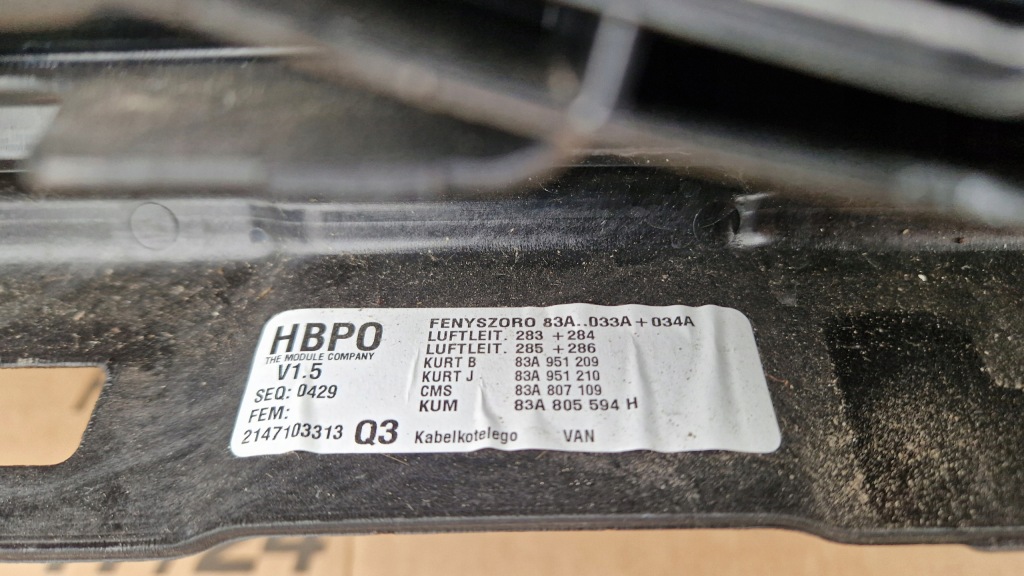 HBPO
THE MODULE COMPANY
V1.5
SEQ: 0429
FEM:
2147103313 Q3 Kabelkotelego VAN
FENYSZORO 83A..033A + 034A
LUFTLEIT. 283 + 284
LUFTLEIT. 285 + 286
KURT B 83A 951 209
KURT J 83A 951 210
CMS 83A 807 109
KUM 83A 805 594 H